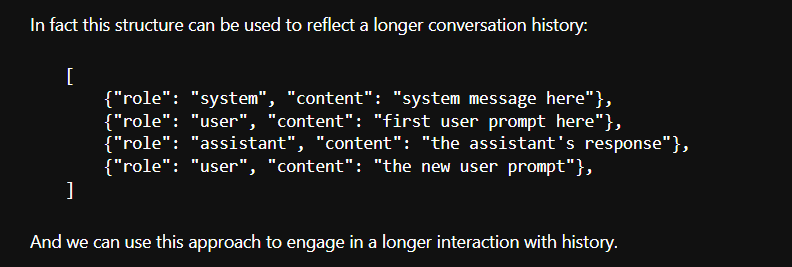 In fact this structure can be used to reflect a longer conversation history:
[
{"role": "system", "content": "system message here"},
{"role": "user", "content": "first user prompt here"},
{"role": "assistant", "content": "the assistant's response"},
{"role": "user", "content": "the new user prompt"},
]
And we can use this approach to engage in a longer interaction with history.